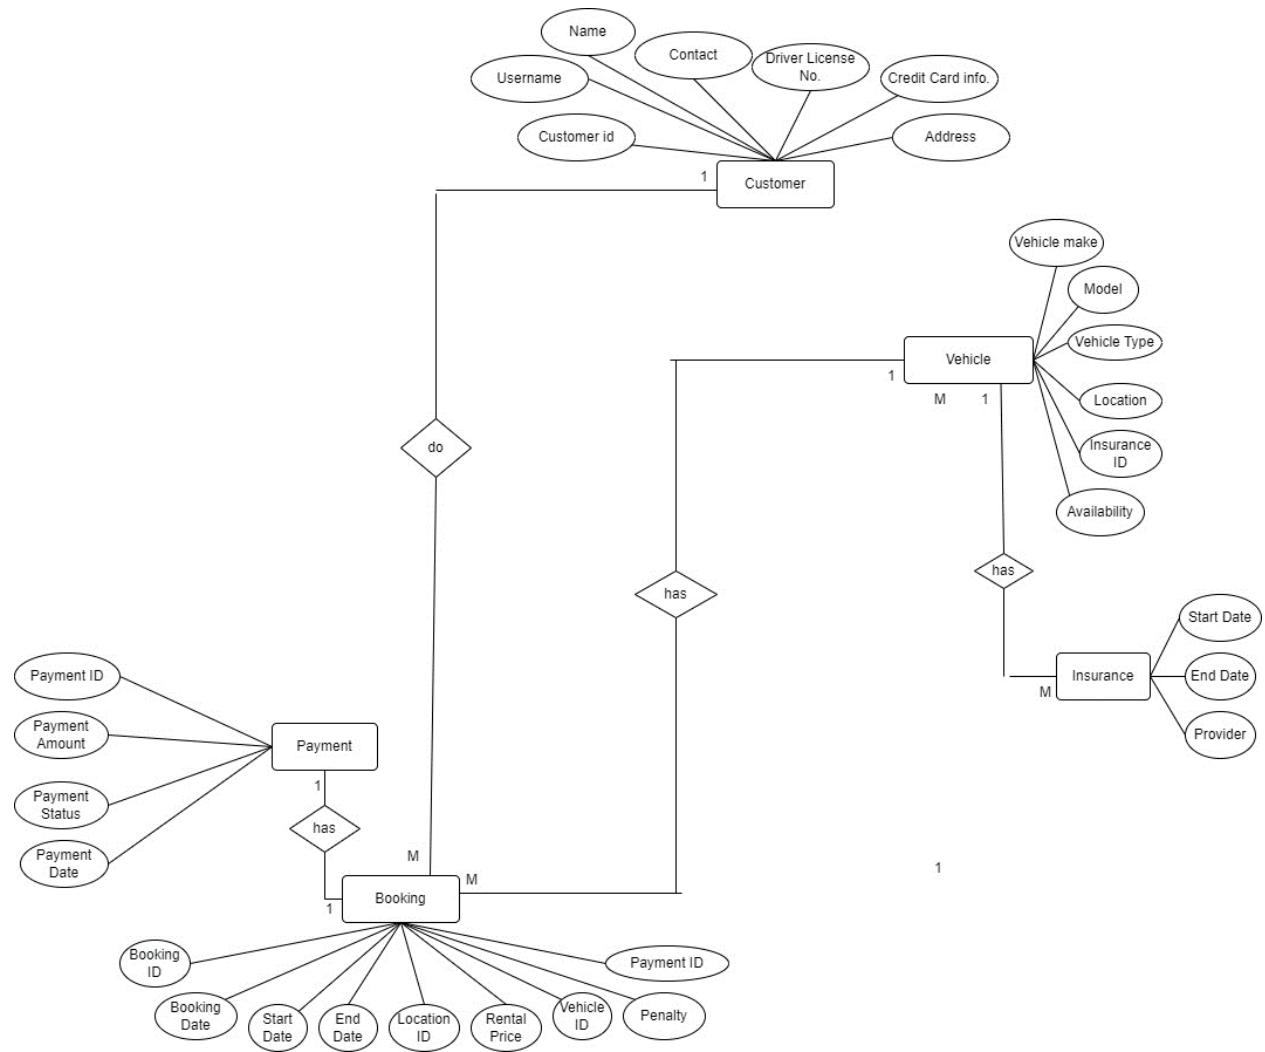 Name
Contact
Driver License
No.
Username
Credit Card info.
Customer id
Address
1
Customer
Vehicle make
Model
Vehicle Type
Vehicle
1
M
1
Location
Insurance
ID
Availability
do
has
has
Start Date
End Date
Insurance
M
Provider
Payment ID
Payment
Amount
Payment
1
Payment
Status
has
Payment
Date
M
M
1
Booking
1
Booking
ID
Payment ID
Booking
Date
Start
Date
End
Date
Location
ID
Rental
Price
Vehicle
ID
Penalty